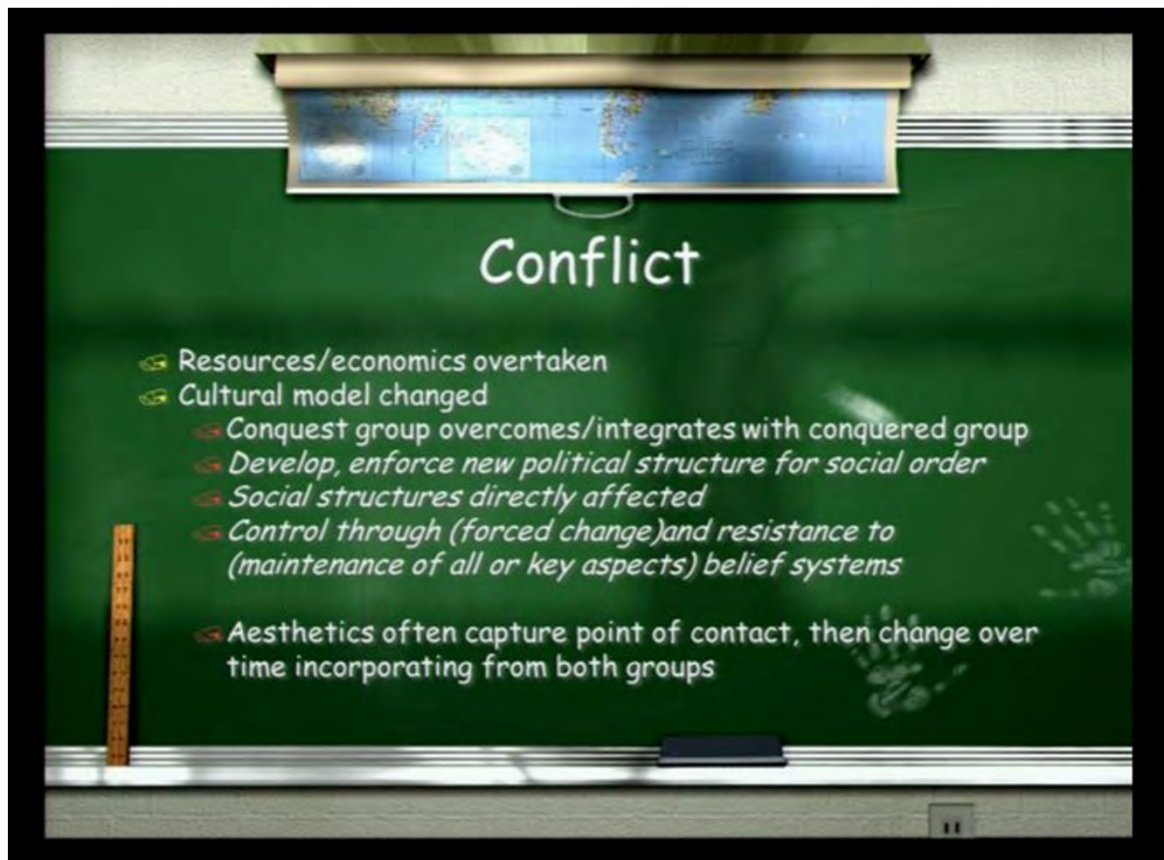 Conflict
Resources/economics overtaken
Cultural model changed
Conquest group overcomes/integrates with conquered group
Develop, enforce new political structure for social order
Social structures directly affected
Control through (forced change)and resistance to
(maintenance of all or key aspects) belief systems
Aesthetics often capture point of contact, then change over
time incorporating from both groups